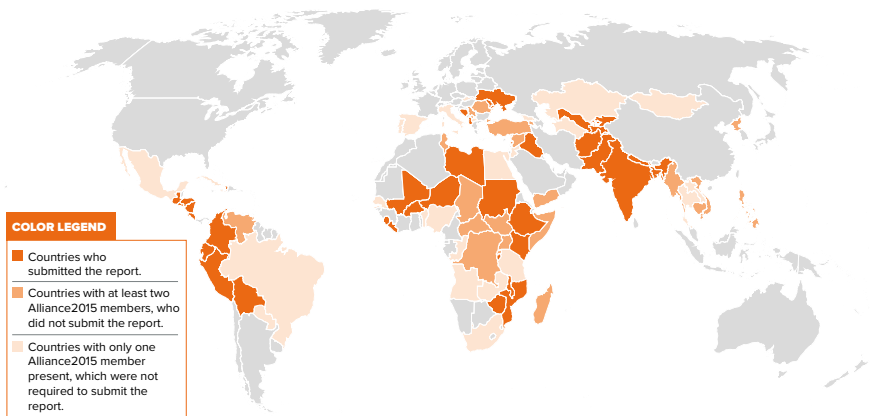 COLOR LEGEND
Countries who
submitted the report.
Countries with at least two
Alliance2015 members, who
did not submit the report.
Countries with only one
Alliance2015 member
present, which were not
required to submit the
report.